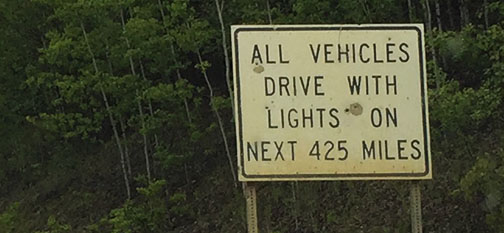 ALL VEHICLES
DRIVE WITH
LIGHTS ON
NEXT 425 MILES